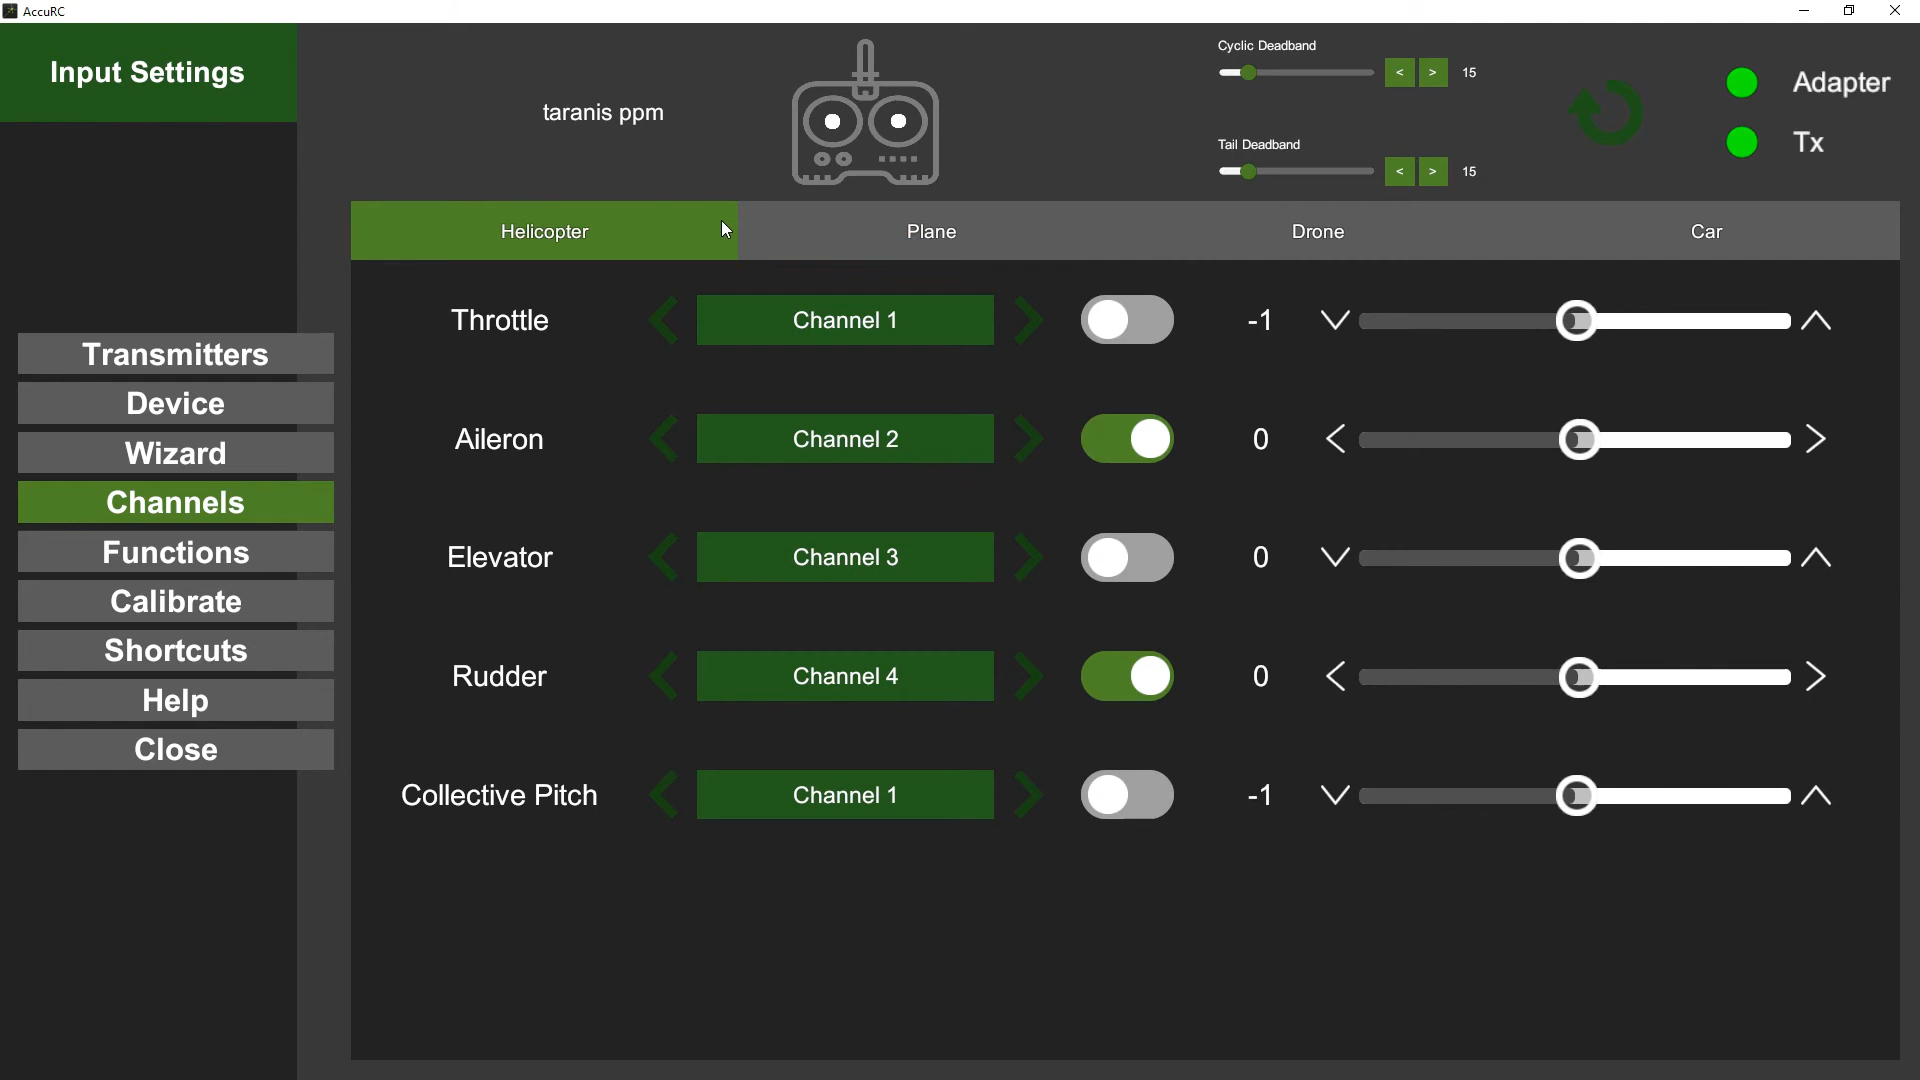 AccuRC
Input Settings
taranis ppm
Cyclic Deadband
< > 15
Tail Deadband
< > 15
Adapter
Tx
Helicopter Plane Drone Car
Transmitters
Device
Wizard
Channels
Functions
Calibrate
Shortcuts
Help
Close
Throttle Channel 1 -1
Aileron Channel 2 0
Elevator Channel 3 0
Rudder Channel 4 0
Collective Pitch Channel 1 -1